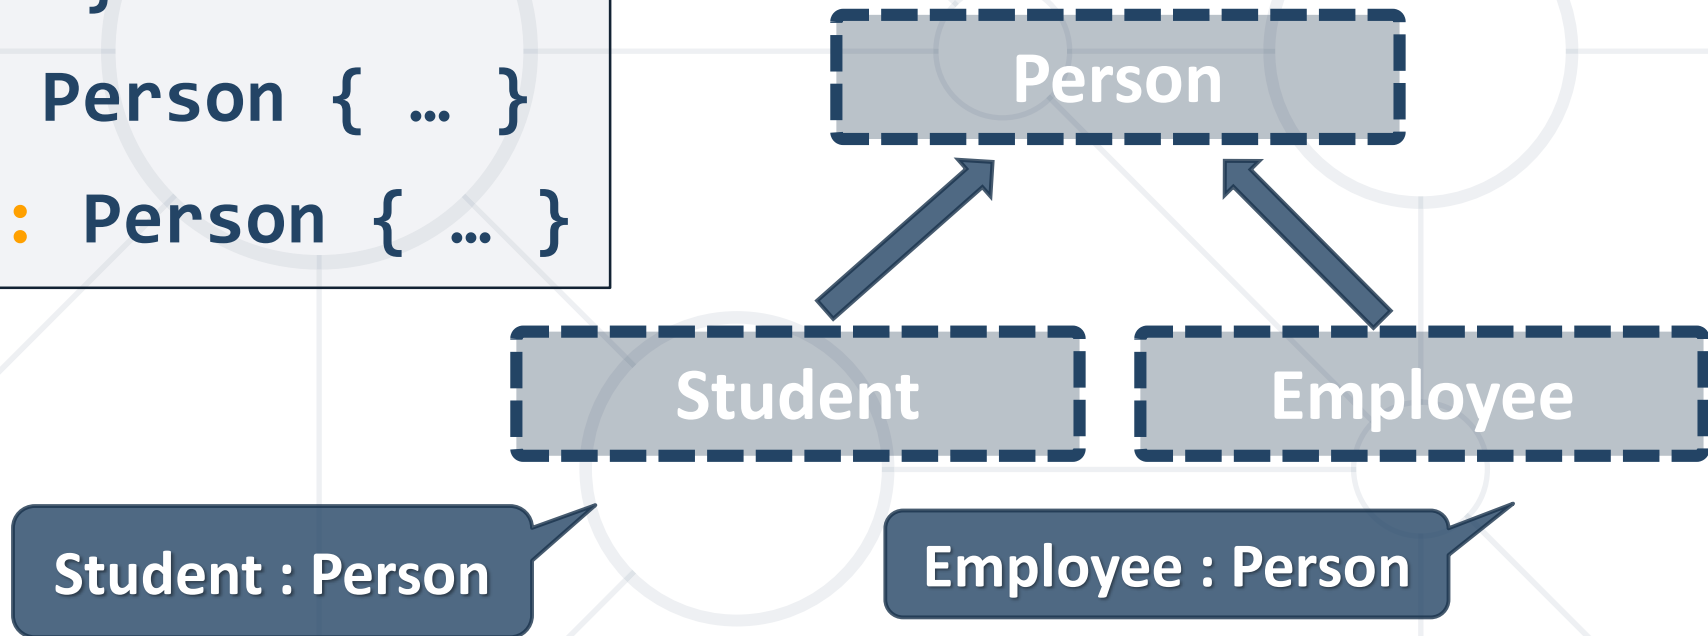 }
Person { … }
: Person { … }
Person
Student
Employee
Student : Person
Employee : Person